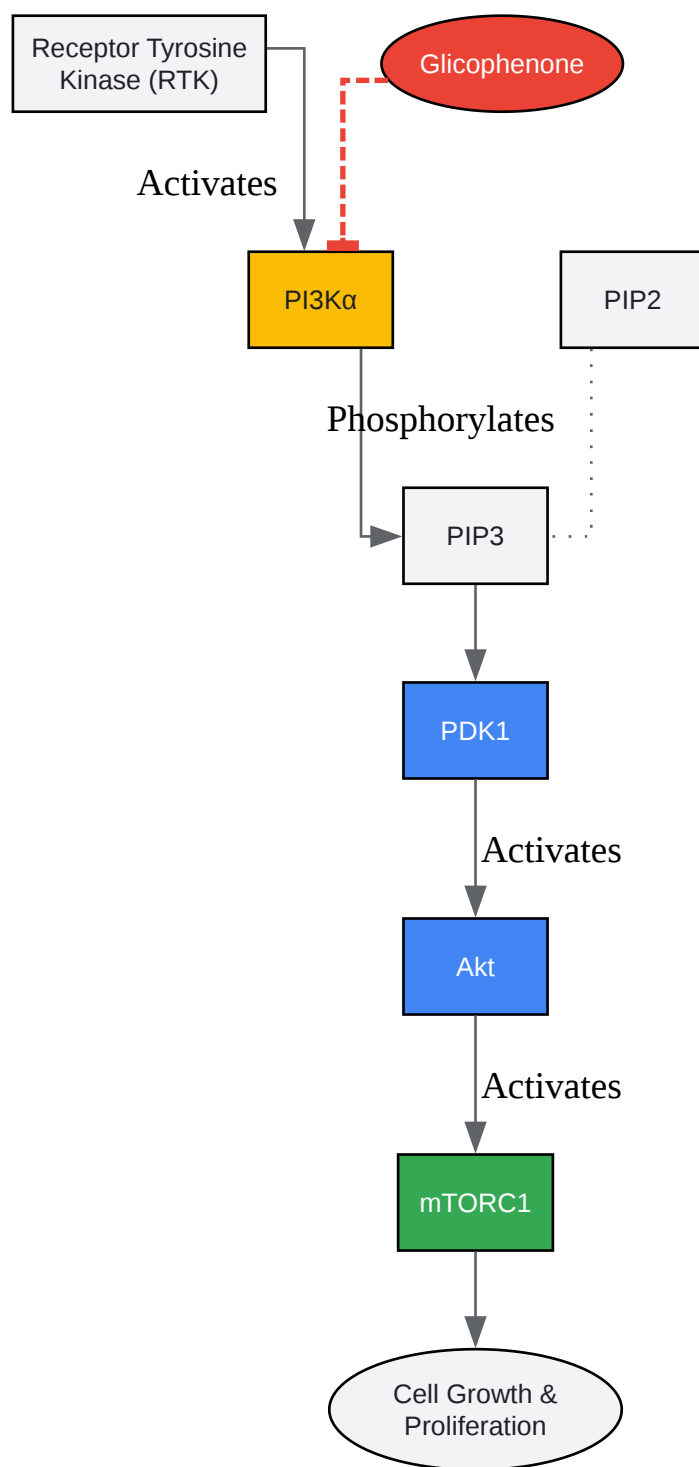 Receptor Tyrosine
Kinase (RTK)
Glicophenone
Activates
PI3Kα
PIP2
Phosphorylates
PIP3
PDK1
Activates
Akt
Activates
mTORC1
Cell Growth &
Proliferation